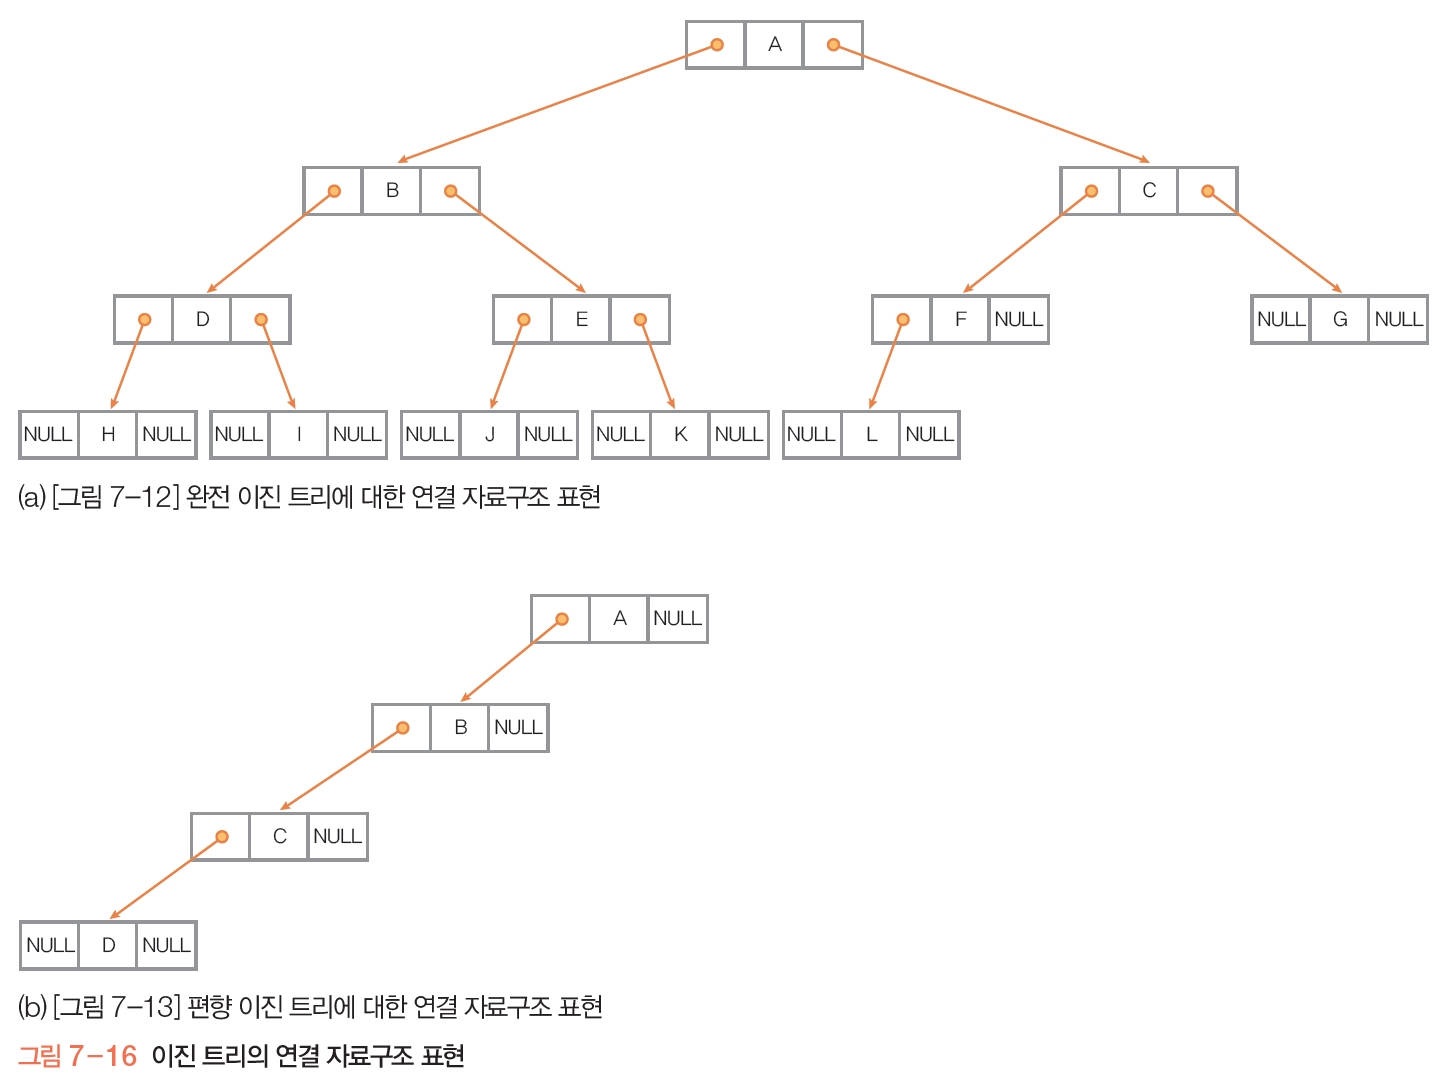 A
B C
D E F NULL NULL G NULL
NULL H NULL NULL I NULL NULL J NULL NULL K NULL NULL L NULL
(a) [그림 7-12] 완전 이진 트리에 대한 연결 자료구조 표현
A NULL
B NULL
C NULL
NULL D NULL
(b) [그림 7-13] 편향 이진 트리에 대한 연결 자료구조 표현
그림 7-16 이진 트리의 연결 자료구조 표현